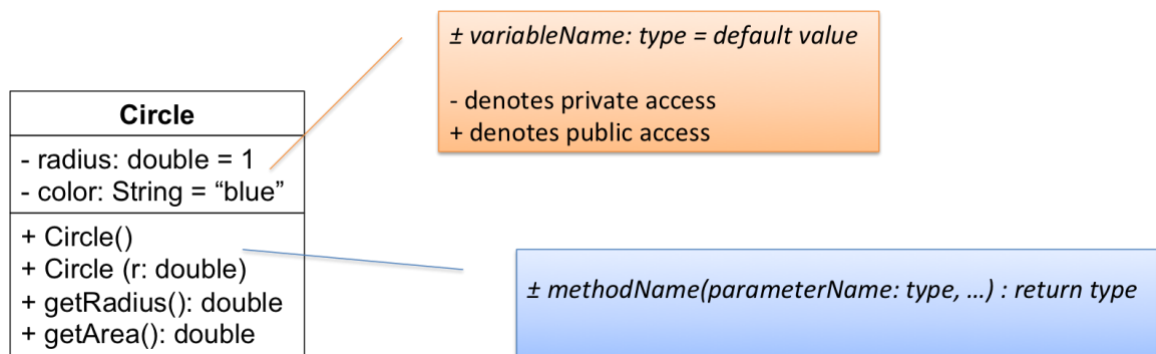 Circle
- radius: double = 1
- color: String = “blue”
+ Circle()
+ Circle (r: double)
+ getRadius(): double
+ getArea(): double
± variableName: type = default value
- denotes private access
+ denotes public access
± methodName(parameterName: type, …) : return type